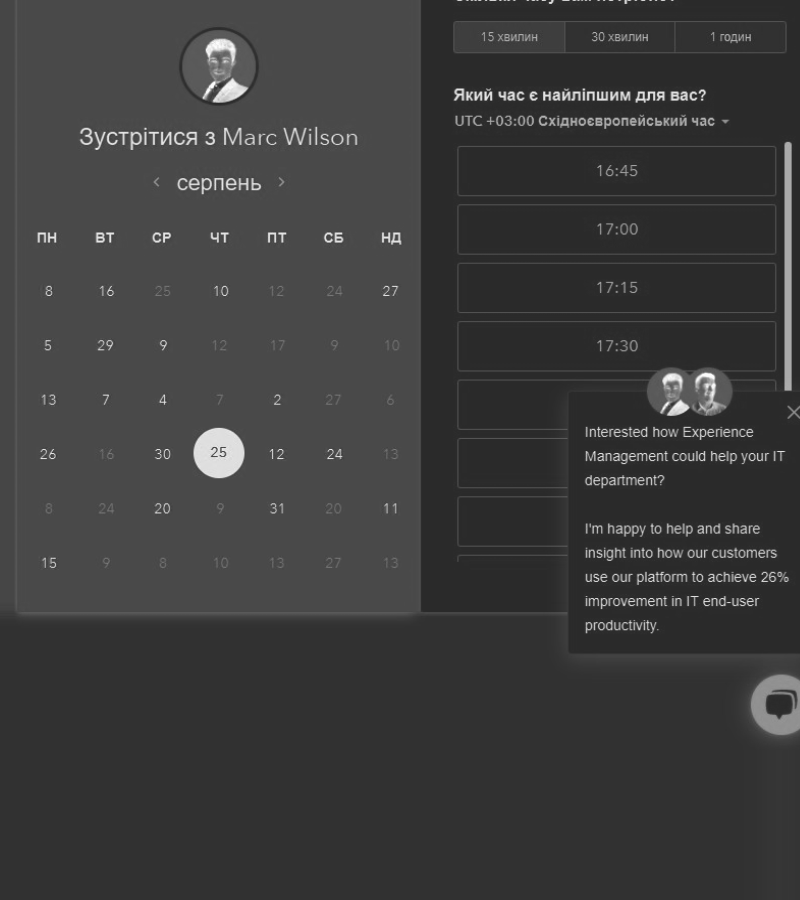 Зустрітися з Marc Wilson
серпень
ПН ВТ СР ЧТ ПТ СБ НД
8 16 25 10 12 24 27
5 29 9 12 17 9 10
13 7 4 7 2 27 6
26 16 30 25 12 24 13
8 24 20 9 31 20 11
15 9 8 10 13 27 13
15 хвилин 30 хвилин 1 годин
Який час є найліпшим для вас?
UTC +03:00 Східноєвропейський час
16:45
17:00
17:15
17:30
Interested how Experience
Management could help your IT
department?
I'm happy to help and share
insight into how our customers
use our platform to achieve 26%
improvement in IT end-user
productivity.